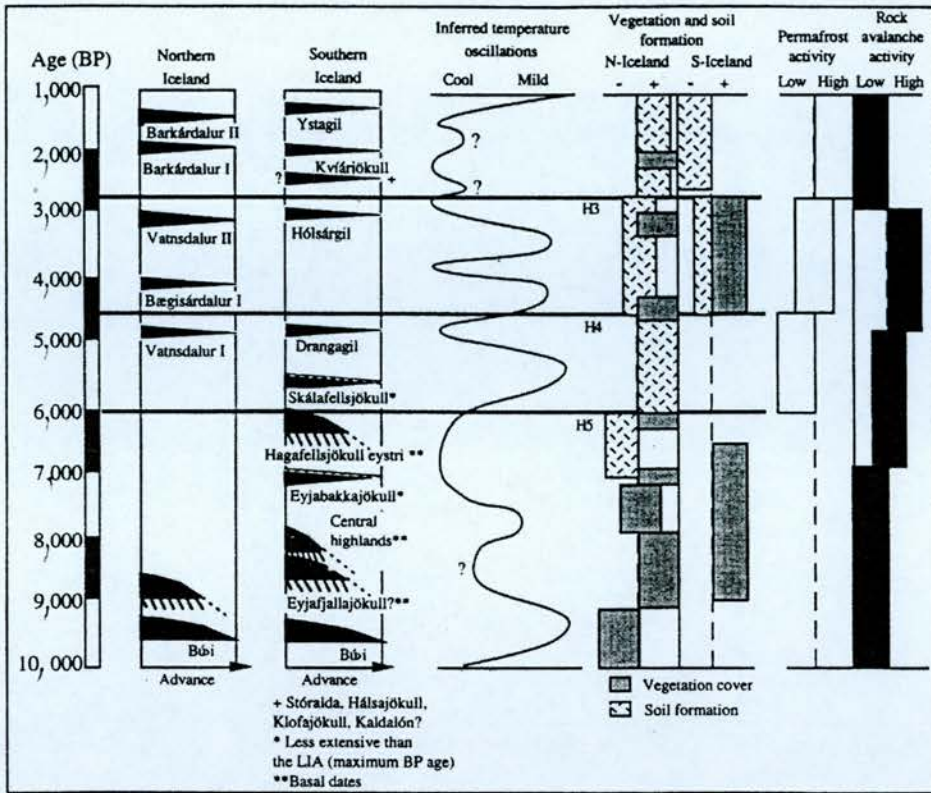 Age (BP)
Northern
Iceland
Southern
Iceland
Inferred temperature
oscillations
Cool Mild
Vegetation and soil
formation
N-Iceland S-Iceland
- + - +
Permafrost
activity
Low High
Rock
avalanche
activity
Low High
1,000
2,000
3,000
4,000
5,000
6,000
7,000
8,000
9,000
10,000
Barkárdalur II
Barkárdalur I
Vatnsdalur II
Bægisárdalur I
Vatnsdalur I
Búþi
Advance
Ystagil
Kvíárjökull
? +
Hólsárgil
Drangagil
Skálafellsjökull*
Hagafellsjökull eystri **
Eyjabakkajökull*
Central
highlands**
Eyjafjallajökull?**
Búþi
Advance
?
?
?
H3
H4
H5
Vegetation cover
Soil formation
+ Stóralda, Hálsajökull,
Klofajökull, Kaldalón?
* Less extensive than
the LIA (maximum BP age)
**Basal dates